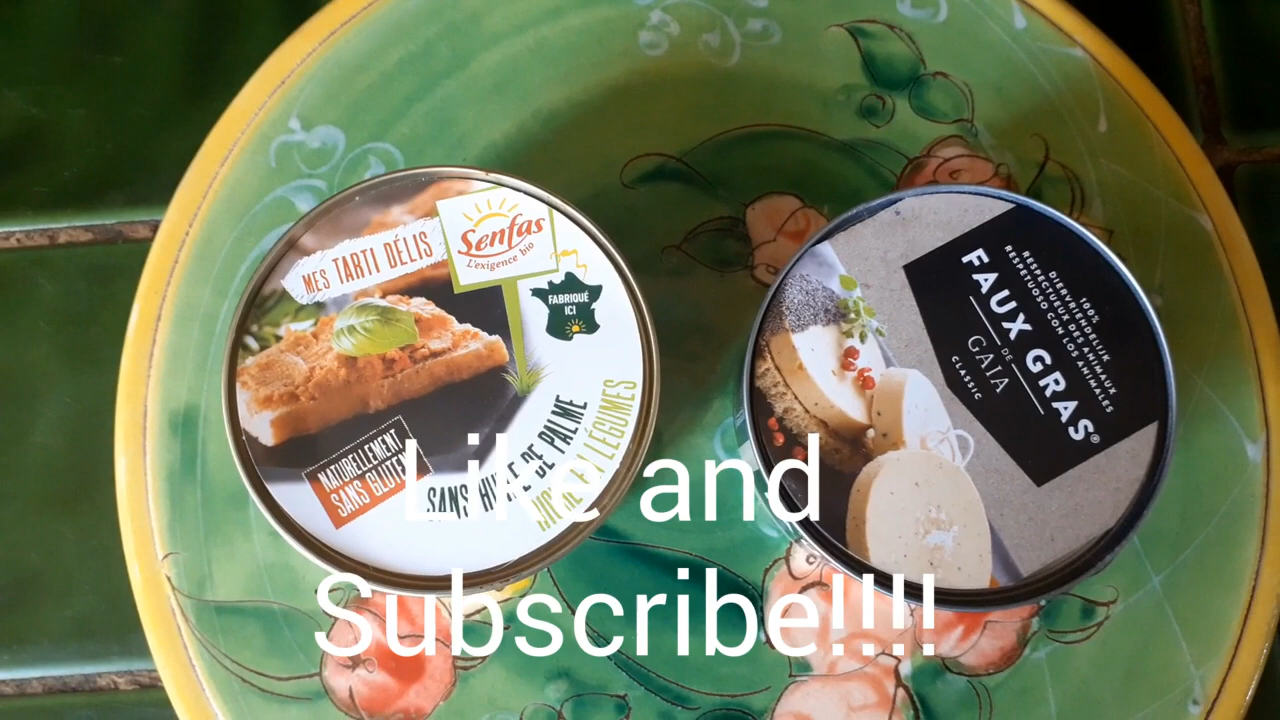 MES TARTI DÉLIS
Senfas
L'exigence bio
FABRIQUÉ
ICI
NATURELLEMENT
SANS GLUTEN
SANS HUILE DE PALME
LÉGUMES
100%
DIERVRIENDELIJK
RESPECTUEUX DES ANIMAUX
RESPETUOSO CON LOS ANIMALES
FAUX GRAS®
DE
GAIA
CLASSIC
Like and
Subscribe!!!!